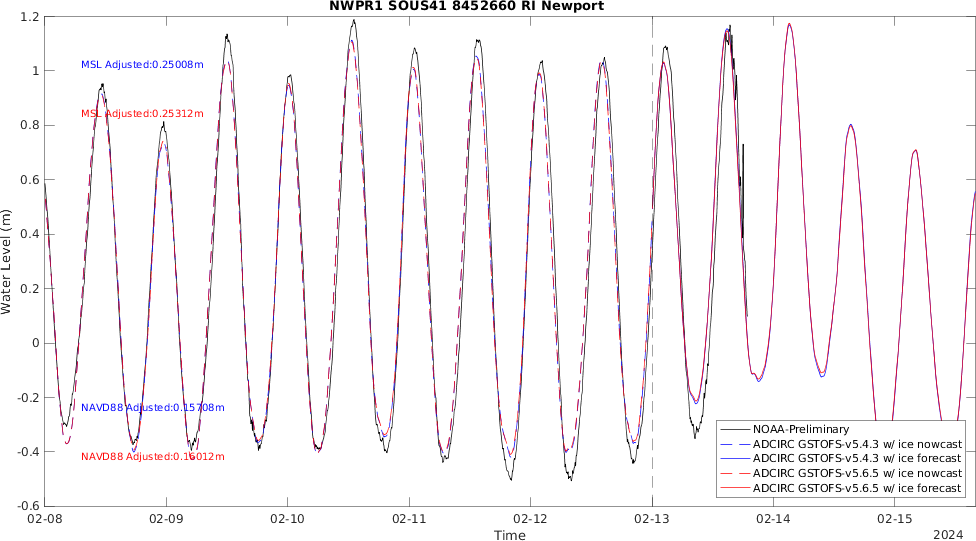 NWPR1 SOUS41 8452660 RI Newport
1.2
1
0.8
0.6
0.4
0.2
0
-0.2
-0.4
-0.6
Water Level (m)
MSL Adjusted:0.25008m
MSL Adjusted:0.25312m
NAVD88 Adjusted:0.15708m
NAVD88 Adjusted:0.16012m
NOAA-Preliminary
ADCIRC GSTOFS-v5.4.3 w/ ice nowcast
ADCIRC GSTOFS-v5.4.3 w/ ice forecast
ADCIRC GSTOFS-v5.6.5 w/ ice nowcast
ADCIRC GSTOFS-v5.6.5 w/ ice forecast
02-08 02-09 02-10 02-11 02-12 02-13 02-14 02-15
Time
2024